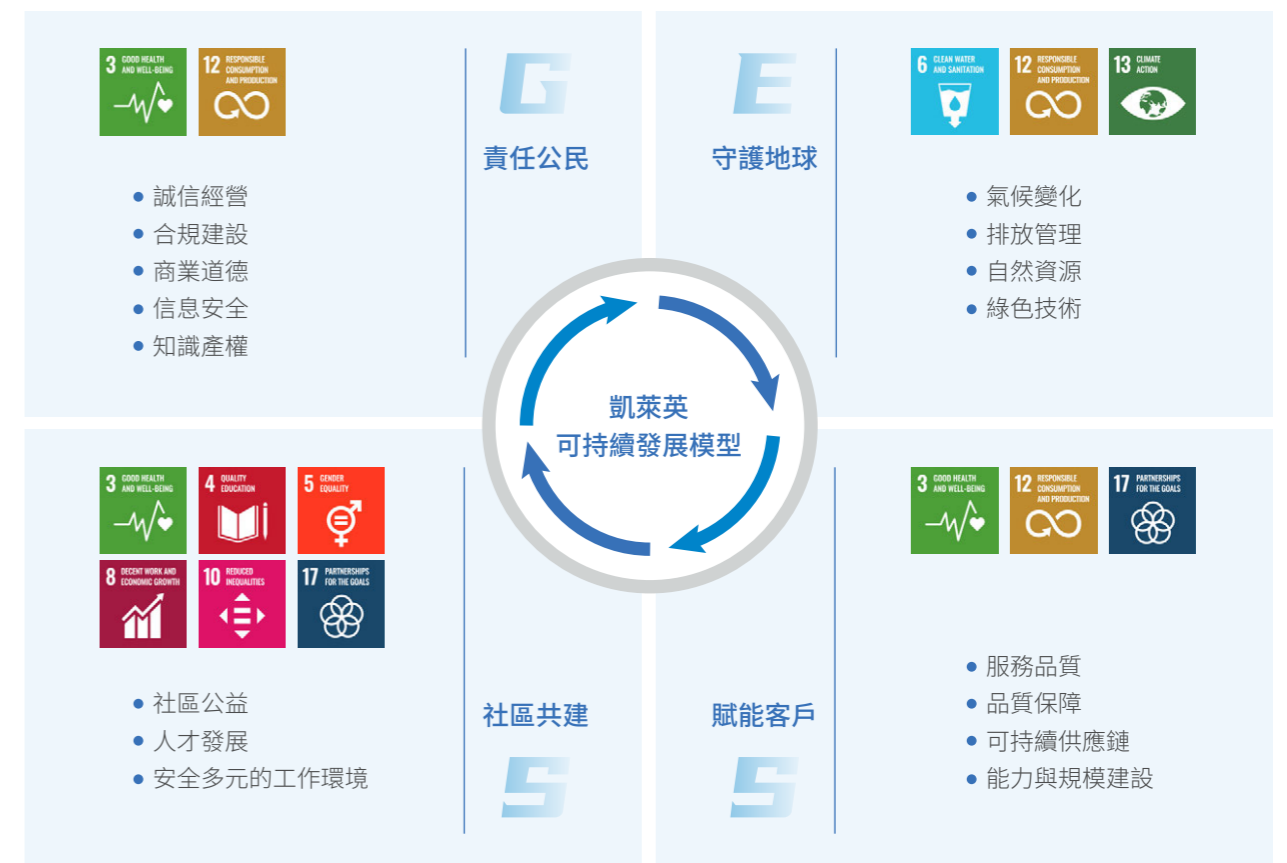 3 GOOD HEALTH
AND WELL-BEING
12 RESPONSIBLE
CONSUMPTION
AND PRODUCTION
G
責任公民
誠信經營
合規建設
商業道德
信息安全
知識產權
E
守護地球
6 CLEAN WATER
AND SANITATION
12 RESPONSIBLE
CONSUMPTION
AND PRODUCTION
13 CLIMATE
ACTION
氣候變化
排放管理
自然資源
綠色技術
凱萊英
可持續發展模型
3 GOOD HEALTH
AND WELL-BEING
4 QUALITY
EDUCATION
5 GENDER
EQUALITY
8 DECENT WORK AND
ECONOMIC GROWTH
10 REDUCED
INEQUALITIES
17 PARTNERSHIPS
FOR THE GOALS
社區公益
人才發展
安全多元的工作環境
社區共建
S
賦能客戶
S
3 GOOD HEALTH
AND WELL-BEING
12 RESPONSIBLE
CONSUMPTION
AND PRODUCTION
17 PARTNERSHIPS
FOR THE GOALS
服務品質
品質保障
可持續供應鏈
能力與規模建設